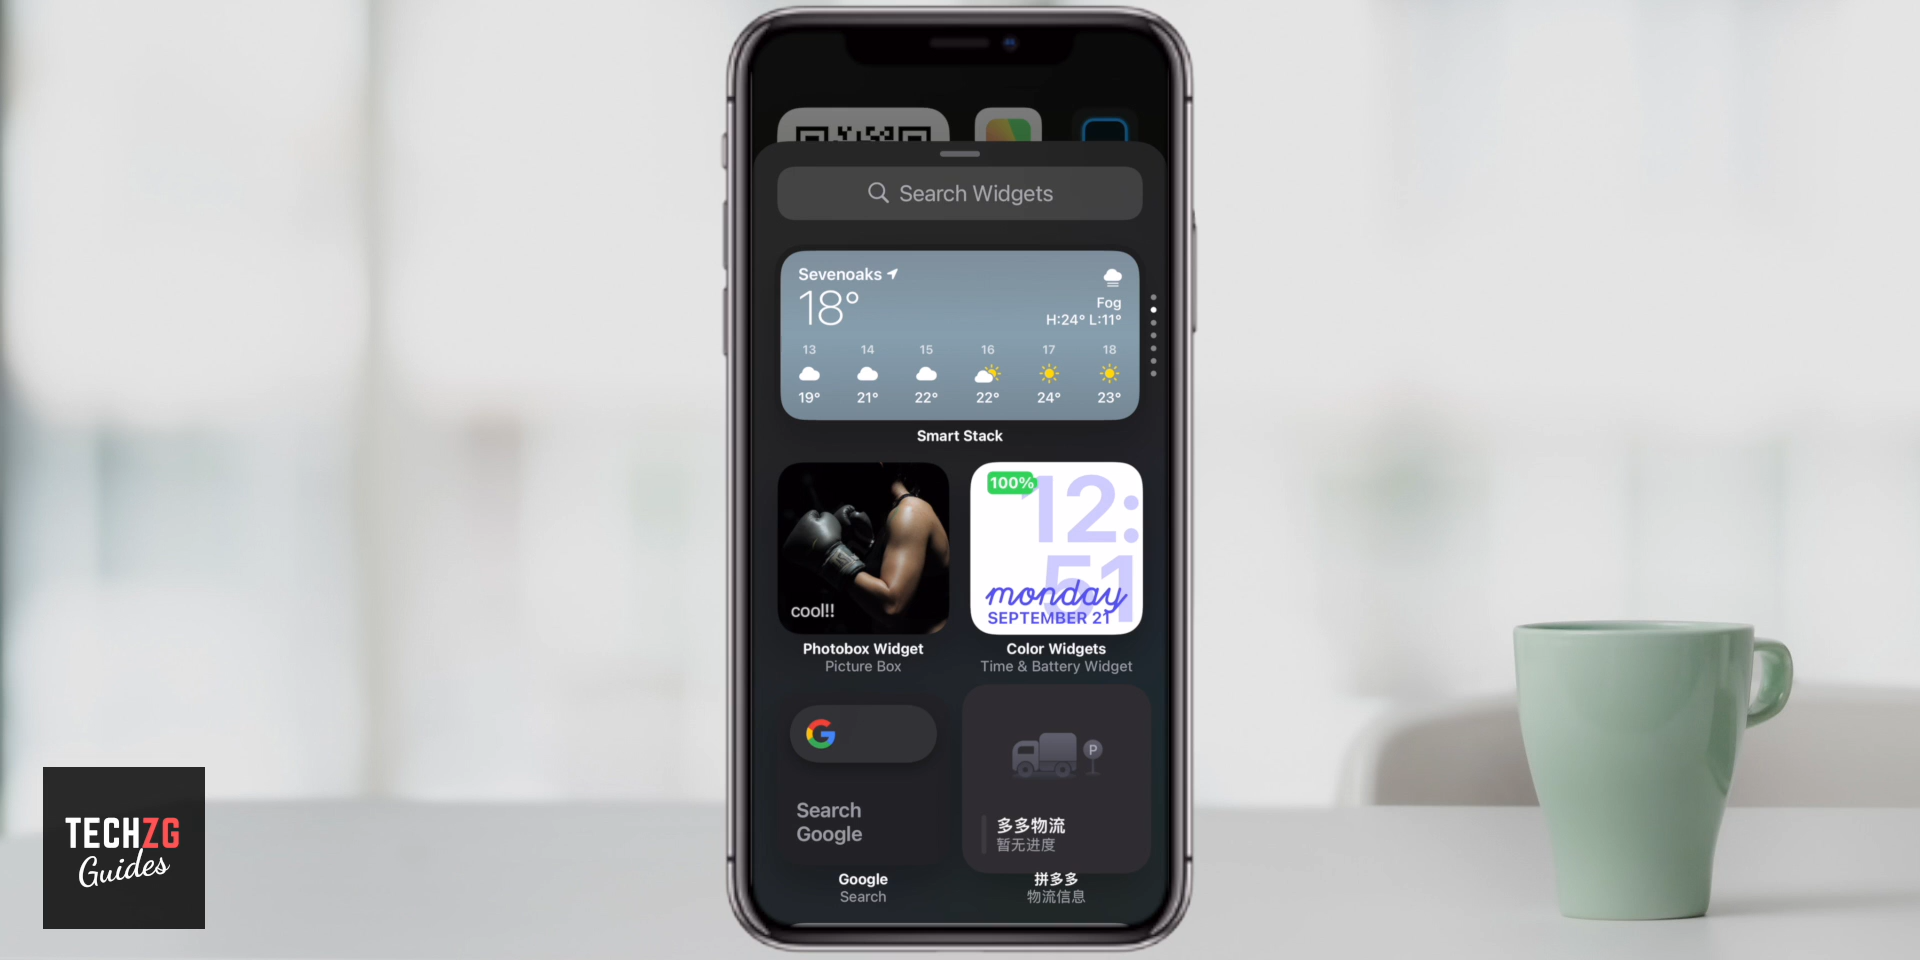 Search Widgets
Sevenoaks
18°
Fog
H:24° L:11°
13 14 15 16 17 18
19° 21° 22° 22° 24° 23°
Smart Stack
cool!!
Photobox Widget
Picture Box
100%
12:
51
monday
SEPTEMBER 21
Color Widgets
Time & Battery Widget
G
Search
Google
Google
Search
P
多多物流
暂无进度
拼多多
物流信息
TECHZG
Guides